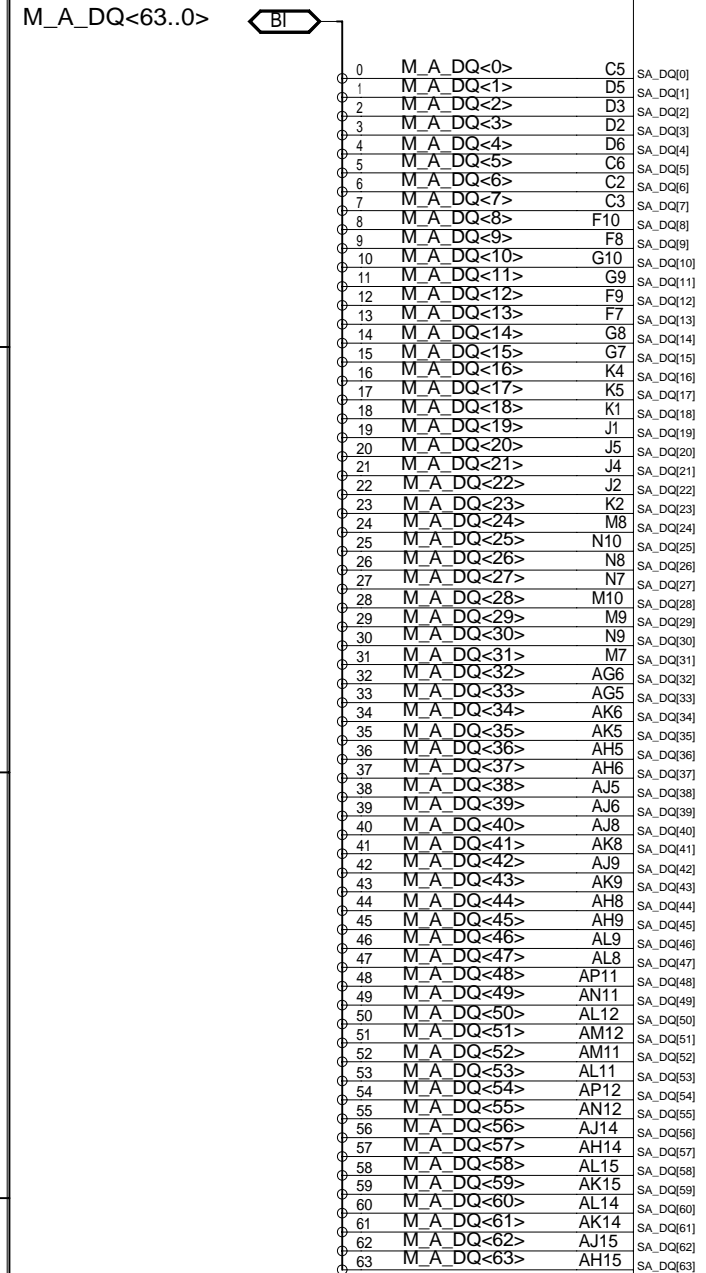 M_A_DQ<63..0> BI
0 M_A_DQ<0> C5 SA_DQ[0]
1 M_A_DQ<1> D5 SA_DQ[1]
2 M_A_DQ<2> D3 SA_DQ[2]
3 M_A_DQ<3> D2 SA_DQ[3]
4 M_A_DQ<4> D6 SA_DQ[4]
5 M_A_DQ<5> C6 SA_DQ[5]
6 M_A_DQ<6> C2 SA_DQ[6]
7 M_A_DQ<7> C3 SA_DQ[7]
8 M_A_DQ<8> F10 SA_DQ[8]
9 M_A_DQ<9> F8 SA_DQ[9]
10 M_A_DQ<10> G10 SA_DQ[10]
11 M_A_DQ<11> G9 SA_DQ[11]
12 M_A_DQ<12> F9 SA_DQ[12]
13 M_A_DQ<13> F7 SA_DQ[13]
14 M_A_DQ<14> G8 SA_DQ[14]
15 M_A_DQ<15> G7 SA_DQ[15]
16 M_A_DQ<16> K4 SA_DQ[16]
17 M_A_DQ<17> K5 SA_DQ[17]
18 M_A_DQ<18> K1 SA_DQ[18]
19 M_A_DQ<19> J1 SA_DQ[19]
20 M_A_DQ<20> J5 SA_DQ[20]
21 M_A_DQ<21> J4 SA_DQ[21]
22 M_A_DQ<22> J2 SA_DQ[22]
23 M_A_DQ<23> K2 SA_DQ[23]
24 M_A_DQ<24> M8 SA_DQ[24]
25 M_A_DQ<25> N10 SA_DQ[25]
26 M_A_DQ<26> N8 SA_DQ[26]
27 M_A_DQ<27> N7 SA_DQ[27]
28 M_A_DQ<28> M10 SA_DQ[28]
29 M_A_DQ<29> M9 SA_DQ[29]
30 M_A_DQ<30> N9 SA_DQ[30]
31 M_A_DQ<31> M7 SA_DQ[31]
32 M_A_DQ<32> AG6 SA_DQ[32]
33 M_A_DQ<33> AG5 SA_DQ[33]
34 M_A_DQ<34> AK6 SA_DQ[34]
35 M_A_DQ<35> AK5 SA_DQ[35]
36 M_A_DQ<36> AH5 SA_DQ[36]
37 M_A_DQ<37> AH6 SA_DQ[37]
38 M_A_DQ<38> AJ5 SA_DQ[38]
39 M_A_DQ<39> AJ6 SA_DQ[39]
40 M_A_DQ<40> AJ8 SA_DQ[40]
41 M_A_DQ<41> AK8 SA_DQ[41]
42 M_A_DQ<42> AJ9 SA_DQ[42]
43 M_A_DQ<43> AK9 SA_DQ[43]
44 M_A_DQ<44> AH8 SA_DQ[44]
45 M_A_DQ<45> AH9 SA_DQ[45]
46 M_A_DQ<46> AL9 SA_DQ[46]
47 M_A_DQ<47> AL8 SA_DQ[47]
48 M_A_DQ<48> AP11 SA_DQ[48]
49 M_A_DQ<49> AN11 SA_DQ[49]
50 M_A_DQ<50> AL12 SA_DQ[50]
51 M_A_DQ<51> AM12 SA_DQ[51]
52 M_A_DQ<52> AM11 SA_DQ[52]
53 M_A_DQ<53> AL11 SA_DQ[53]
54 M_A_DQ<54> AP12 SA_DQ[54]
55 M_A_DQ<55> AN12 SA_DQ[55]
56 M_A_DQ<56> AJ14 SA_DQ[56]
57 M_A_DQ<57> AH14 SA_DQ[57]
58 M_A_DQ<58> AL15 SA_DQ[58]
59 M_A_DQ<59> AK15 SA_DQ[59]
60 M_A_DQ<60> AL14 SA_DQ[60]
61 M_A_DQ<61> AK14 SA_DQ[61]
62 M_A_DQ<62> AJ15 SA_DQ[62]
63 M_A_DQ<63> AH15 SA_DQ[63]